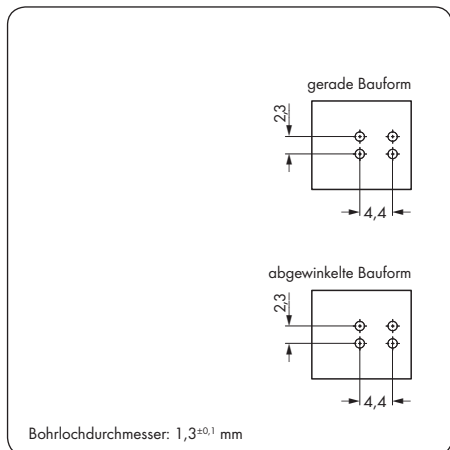 gerade Bauform
2,3
4,4
abgewinkelte Bauform
2,3
4,4
Bohrlochdurchmesser: 1,3±0,1 mm